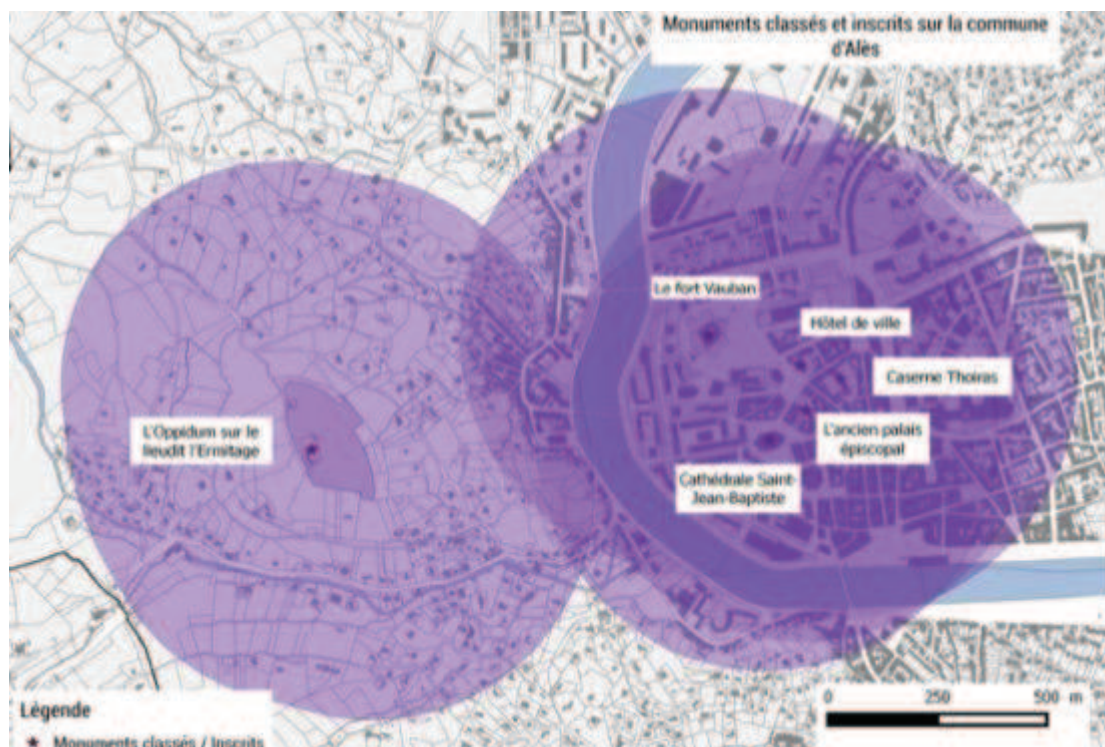 Monuments classés et inscrits sur la commune
d'Alès
Le fort Vauban
Hôtel de ville
Caserne Thoiras
L'Oppidum sur le
lieudit l'Ermitage
L'ancien palais
épiscopal
Cathédrale Saint-
Jean-Baptiste
Légende
Monuments classés / Inscrits
0 250 500 m